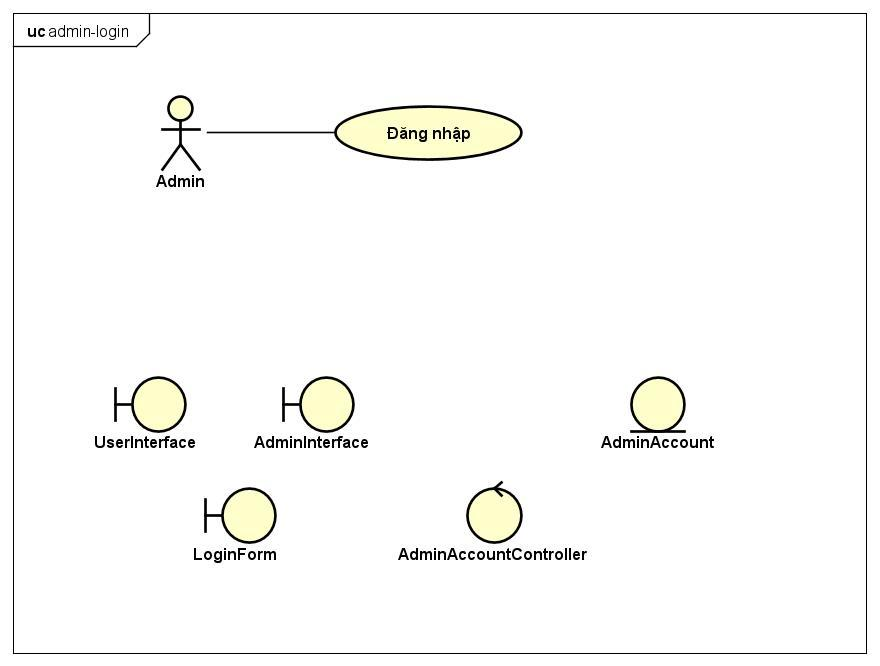 uc admin-login
Đăng nhập
Admin
UserInterface
AdminInterface
AdminAccount
LoginForm
AdminAccountController